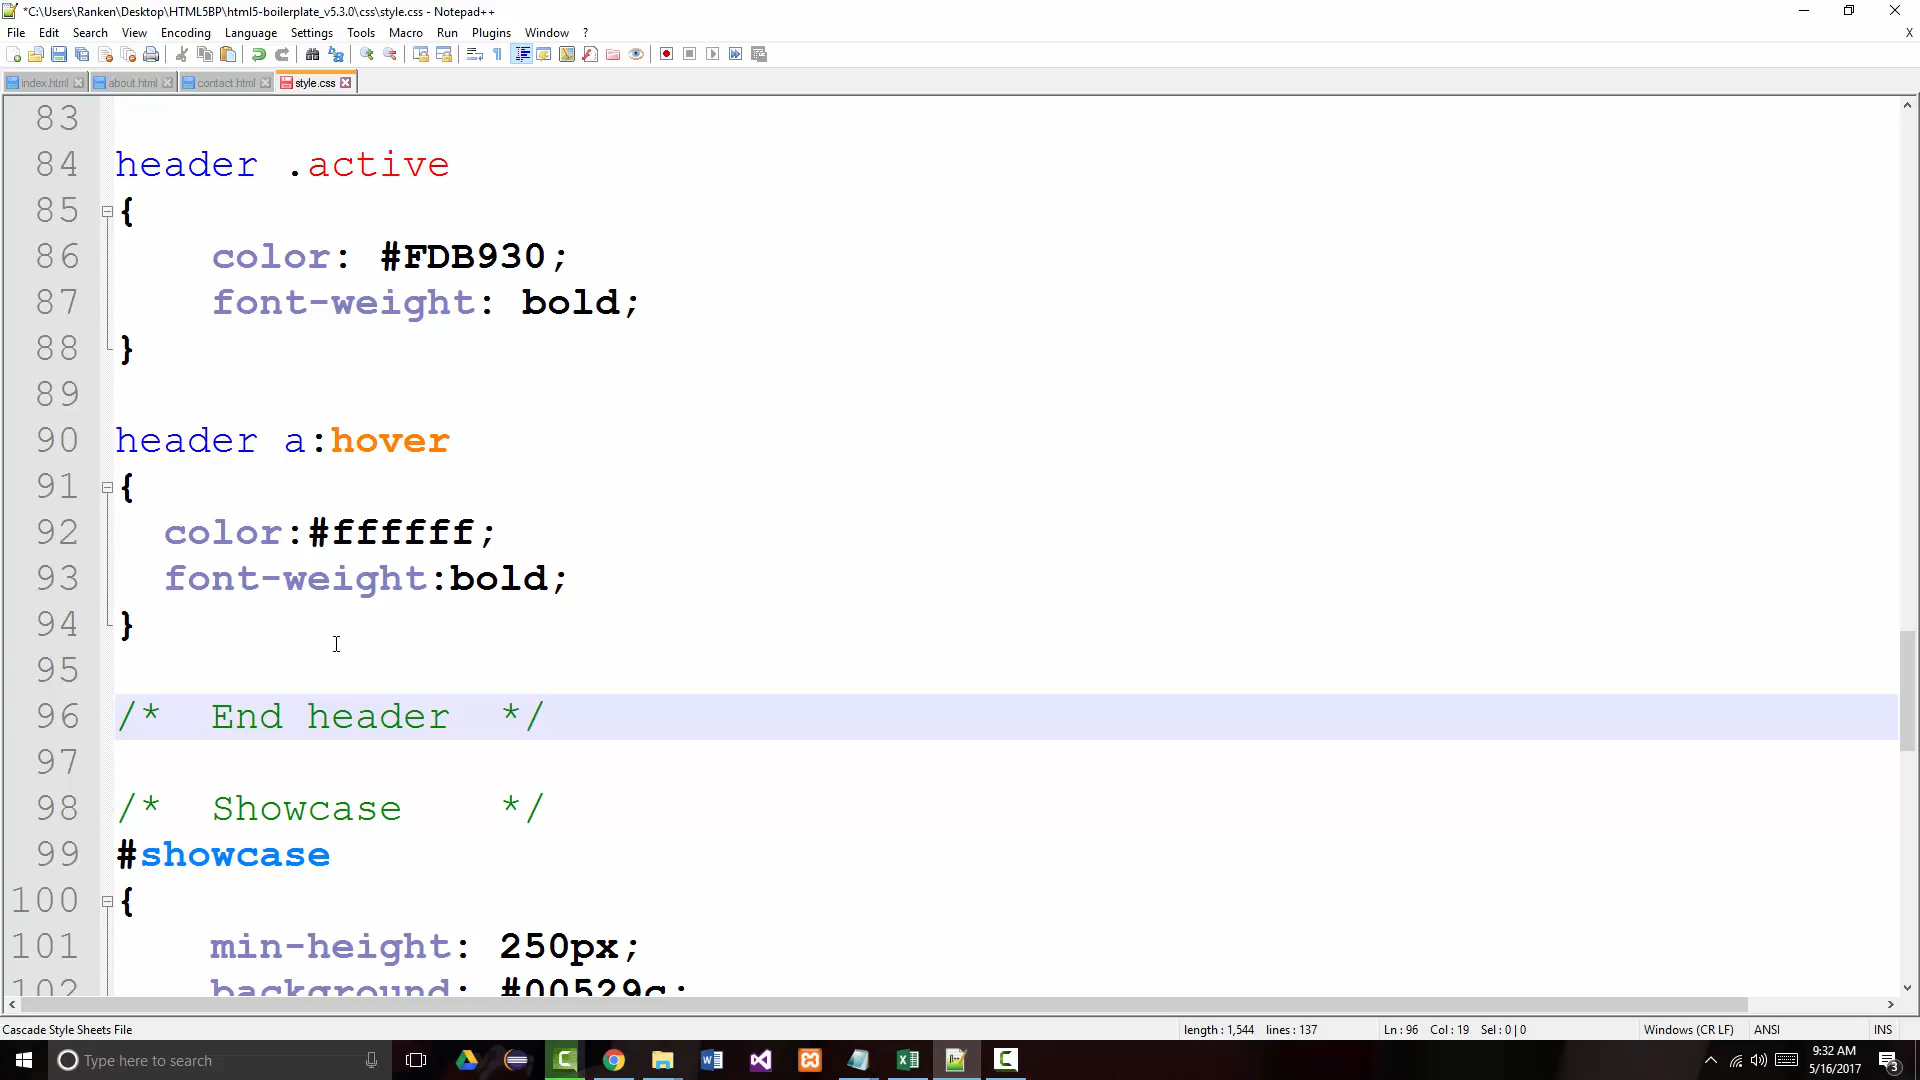 *C:\Users\Ranken\Desktop\HTML5BP\html5-boilerplate_v5.3.0\css\style.css - Notepad++
File Edit Search View Encoding Language Settings Tools Macro Run Plugins Window ? X
index.html about.html contact.html style.css
83
84 header .active
85 {
86 color: #FDB930;
87 font-weight: bold;
88 }
89
90 header a:hover
91 {
92 color:#ffffff;
93 font-weight:bold;
94 }
95
96 /* End header */
97
98 /* Showcase */
99 #showcase
100 {
101 min-height: 250px;
102 background: #00529c;
Cascade Style Sheets File length : 1,544 lines : 137 Ln : 96 Col : 19 Sel : 0 | 0 Windows (CR LF) ANSI INS
Type here to search 9:32 AM
5/16/2017 3